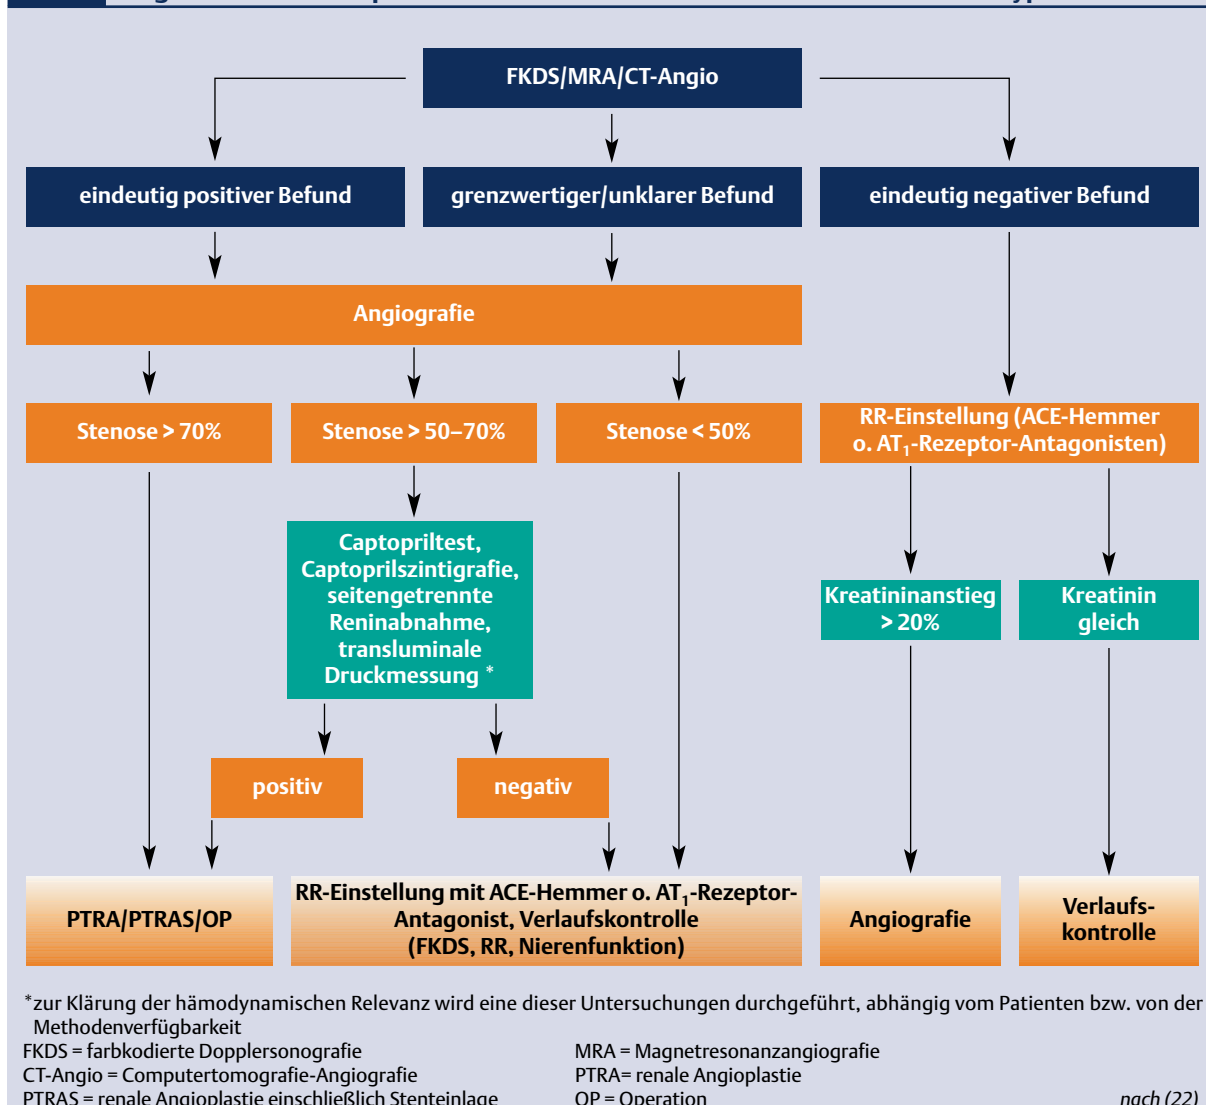 FKDS/MRA/CT-Angio
eindeutig positiver Befund
grenzwertiger/unklarer Befund
eindeutig negativer Befund
Angiografie
Stenose > 70%
Stenose > 50–70%
Stenose < 50%
RR-Einstellung (ACE-Hemmer
o. AT₁-Rezeptor-Antagonisten)
Captopriltest,
Captoprilszintigrafie,
seitengetrennte
Reninabnahme,
transluminale
Druckmessung *
Kreatininanstieg
> 20%
Kreatinin
gleich
positiv
negativ
PTRA/PTRAS/OP
RR-Einstellung mit ACE-Hemmer o. AT₁-Rezeptor-
Antagonist, Verlaufskontrolle
(FKDS, RR, Nierenfunktion)
Angiografie
Verlaufs-
kontrolle
*zur Klärung der hämodynamischen Relevanz wird eine dieser Untersuchungen durchgeführt, abhängig vom Patienten bzw. von der
Methodenverfügbarkeit
FKDS = farbkodierte Dopplersonografie
MRA = Magnetresonanzangiografie
CT-Angio = Computertomografie-Angiografie
PTRA= renale Angioplastie
PTRAS = renale Angioplastie einschließlich Stenteinlage
OP = Operation
nach (22)